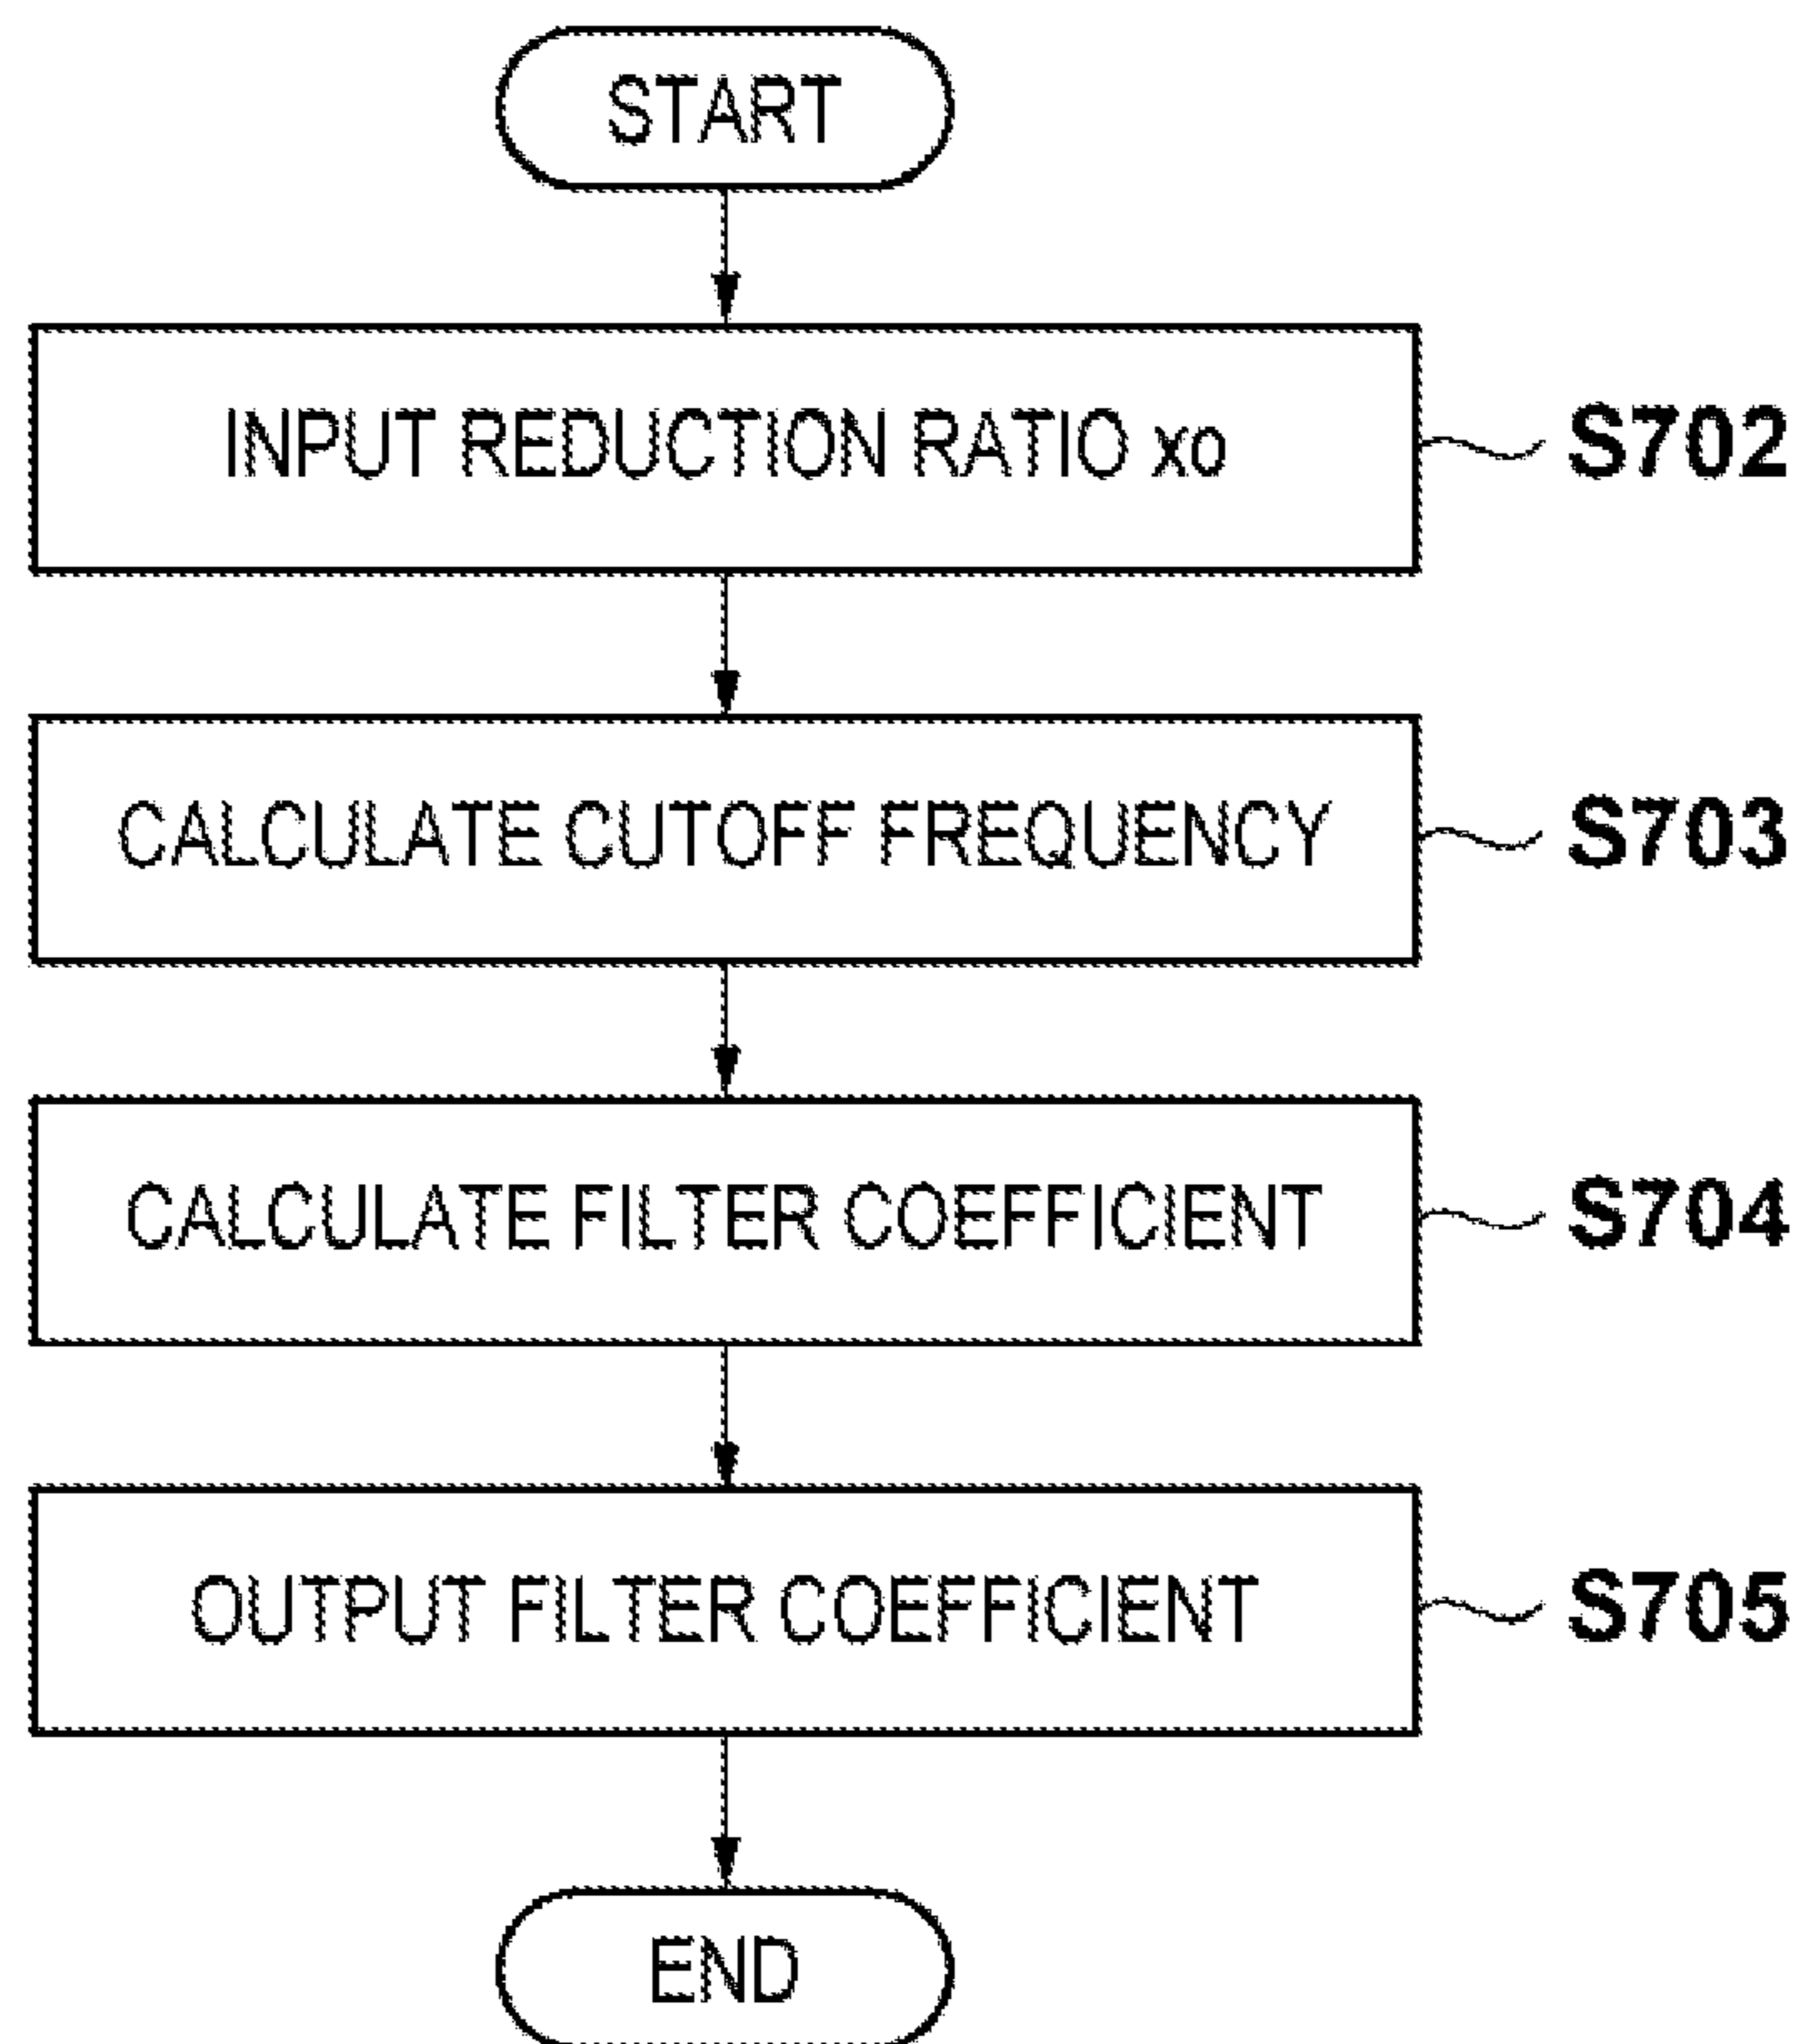 START
INPUT REDUCTION RATIO xo
S702
CALCULATE CUTOFF FREQUENCY
S703
CALCULATE FILTER COEFFICIENT
S704
OUTPUT FILTER COEFFICIENT
S705
END